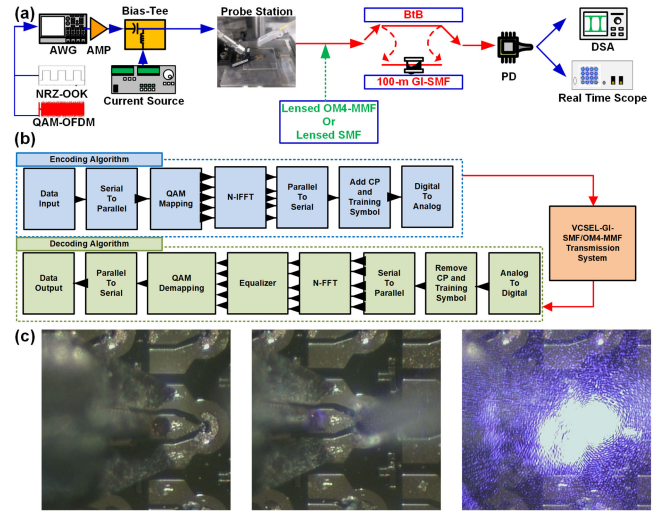 (a)
AWG
AMP
Bias-Tee
Probe Station
BtB
100-m GI-SMF
PD
DSA
Real Time Scope
NRZ-OOK
QAM-OFDM
Current Source
Lensed OM4-MMF
Or
Lensed SMF
(b)
Encoding Algorithm
Data
Input
Serial
To
Parallel
QAM
Mapping
N-IFFT
Parallel
To
Serial
Add CP
and
Training
Symbol
Digital
To
Analog
VCSEL-GI-
SMF/OM4-MMF
Transmission
System
Decoding Algorithm
Data
Output
Parallel
To
Serial
QAM
Demapping
Equalizer
N-FFT
Serial
To
Parallel
Remove
CP and
Training
Symbol
Analog
To
Digital
(c)